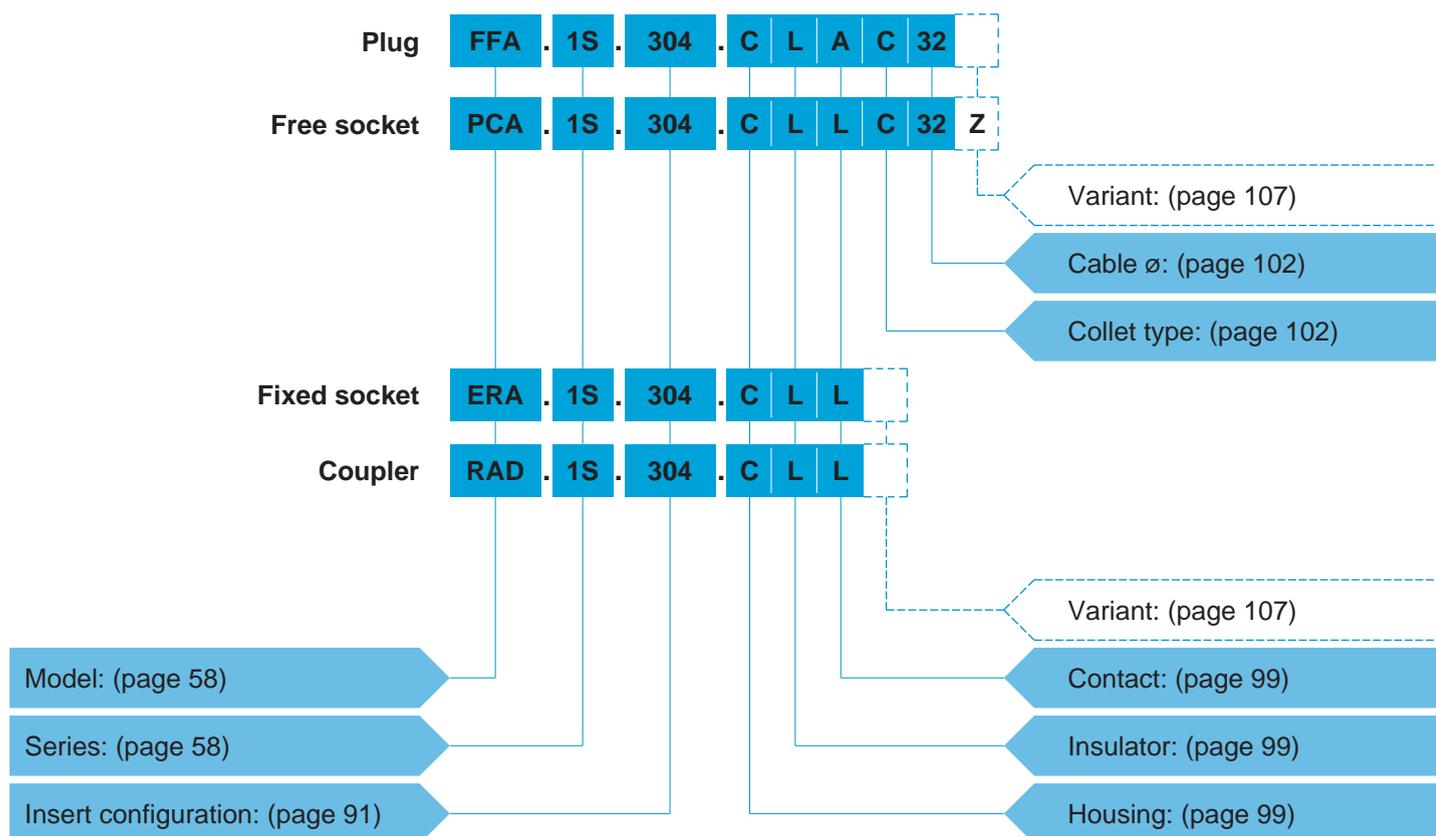 Plug FFA . 1S . 304 . C L A C 32
Free socket PCA . 1S . 304 . C L L C 32 Z
Variant: (page 107)
Cable ø: (page 102)
Collet type: (page 102)
Fixed socket ERA . 1S . 304 . C L L
Coupler RAD . 1S . 304 . C L L
Variant: (page 107)
Model: (page 58)
Contact: (page 99)
Series: (page 58)
Insulator: (page 99)
Insert configuration: (page 91)
Housing: (page 99)